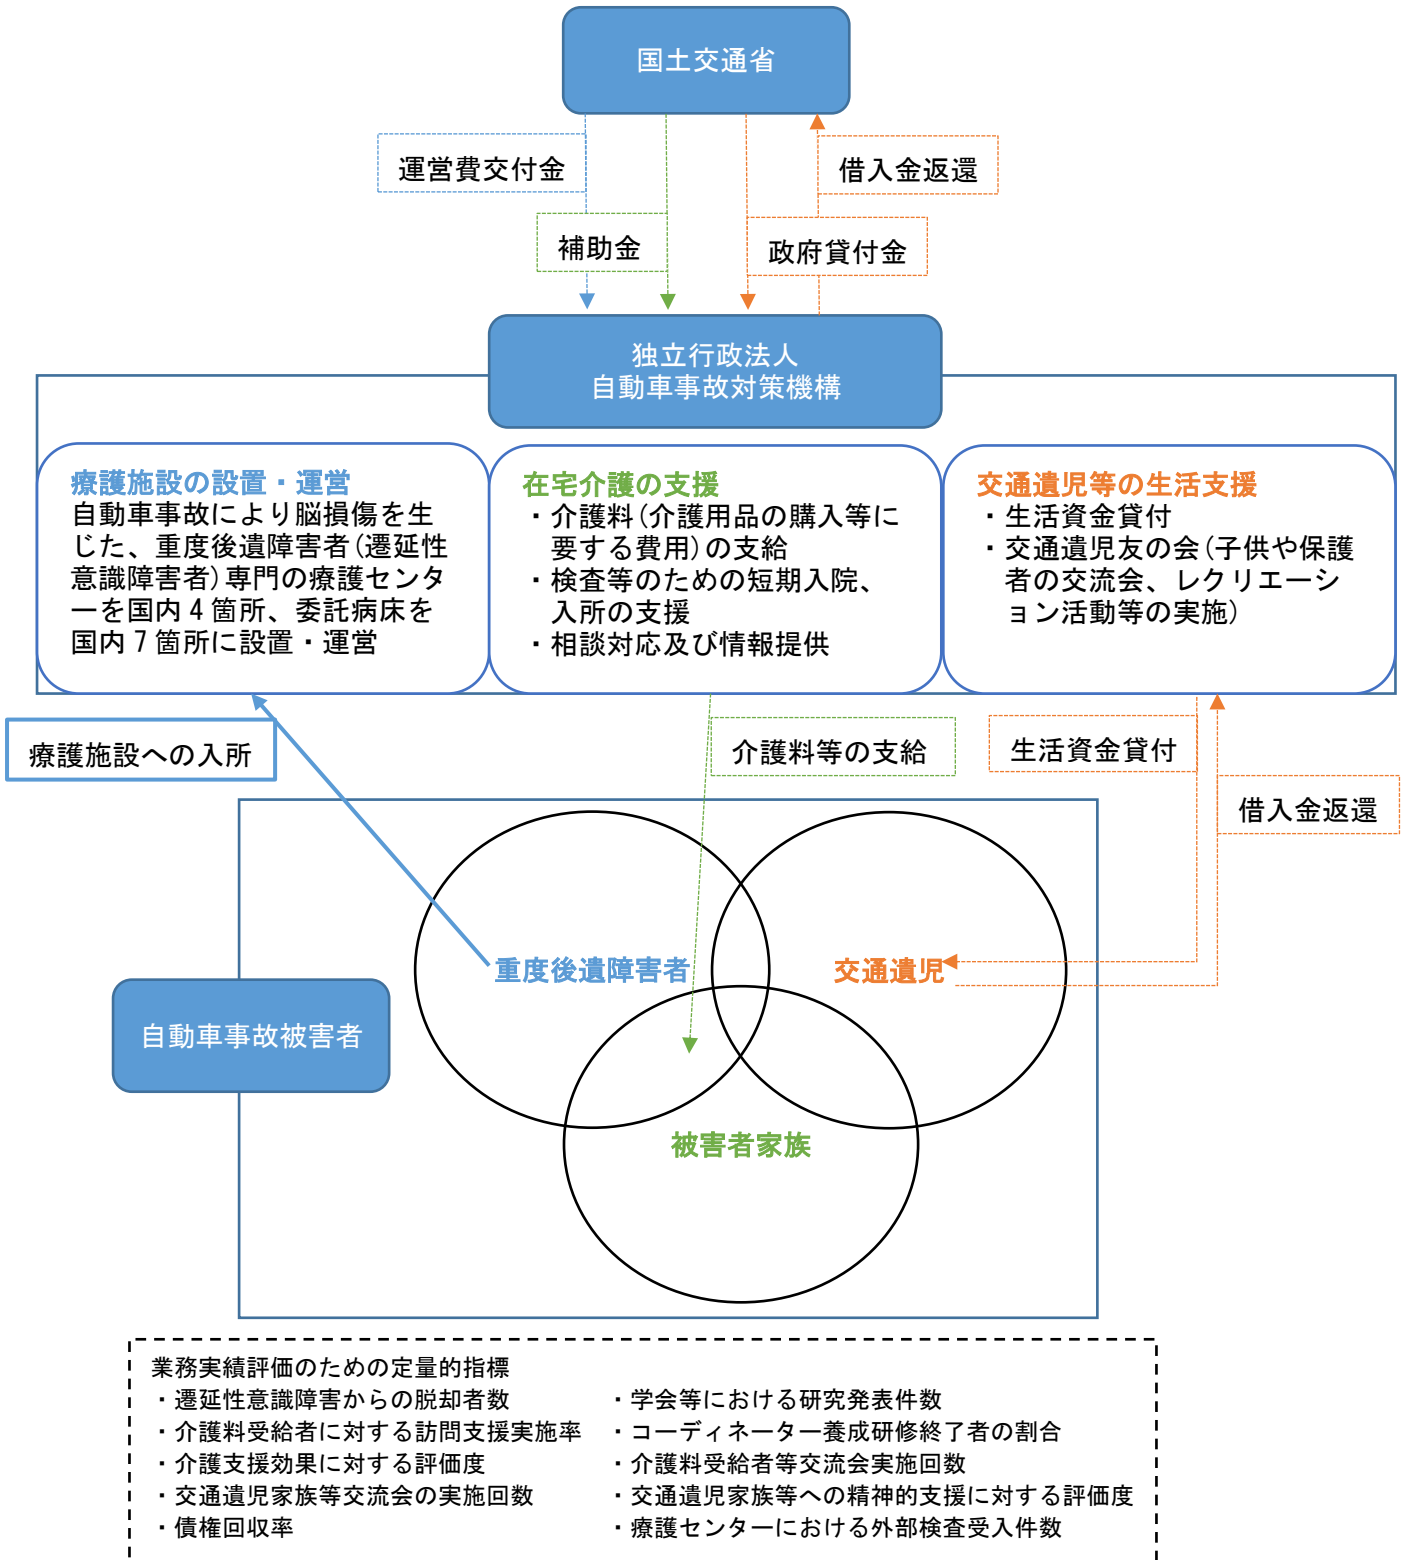 国土交通省
運営費交付金
借入金返還
補助金
政府貸付金
独立行政法人
自動車事故対策機構
療護施設の設置・運営
自動車事故により脳損傷を生
じた、重度後遺障害者(遷延性
意識障害者)専門の療護センタ
ーを国内4箇所、委託病床を
国内7箇所に設置・運営
在宅介護の支援
・介護料(介護用品の購入等に
要する費用)の支給
・検査等のための短期入院、
入所の支援
・相談対応及び情報提供
交通遺児等の生活支援
・生活資金貸付
・交通遺児友の会(子供や保護
者の交流会、レクリエーシ
ョン活動等の実施)
療護施設への入所
介護料等の支給
生活資金貸付
借入金返還
重度後遺障害者
交通遺児
自動車事故被害者
被害者家族
業務実績評価のための定量的指標
・遷延性意識障害からの脱却者数
・介護料受給者に対する訪問支援実施率
・介護支援効果に対する評価度
・交通遺児家族等交流会の実施回数
・債権回収率
・学会等における研究発表件数
・コーディネーター養成研修終了者の割合
・介護料受給者等交流会実施回数
・交通遺児家族等への精神的支援に対する評価度
・療護センターにおける外部検査受入件数